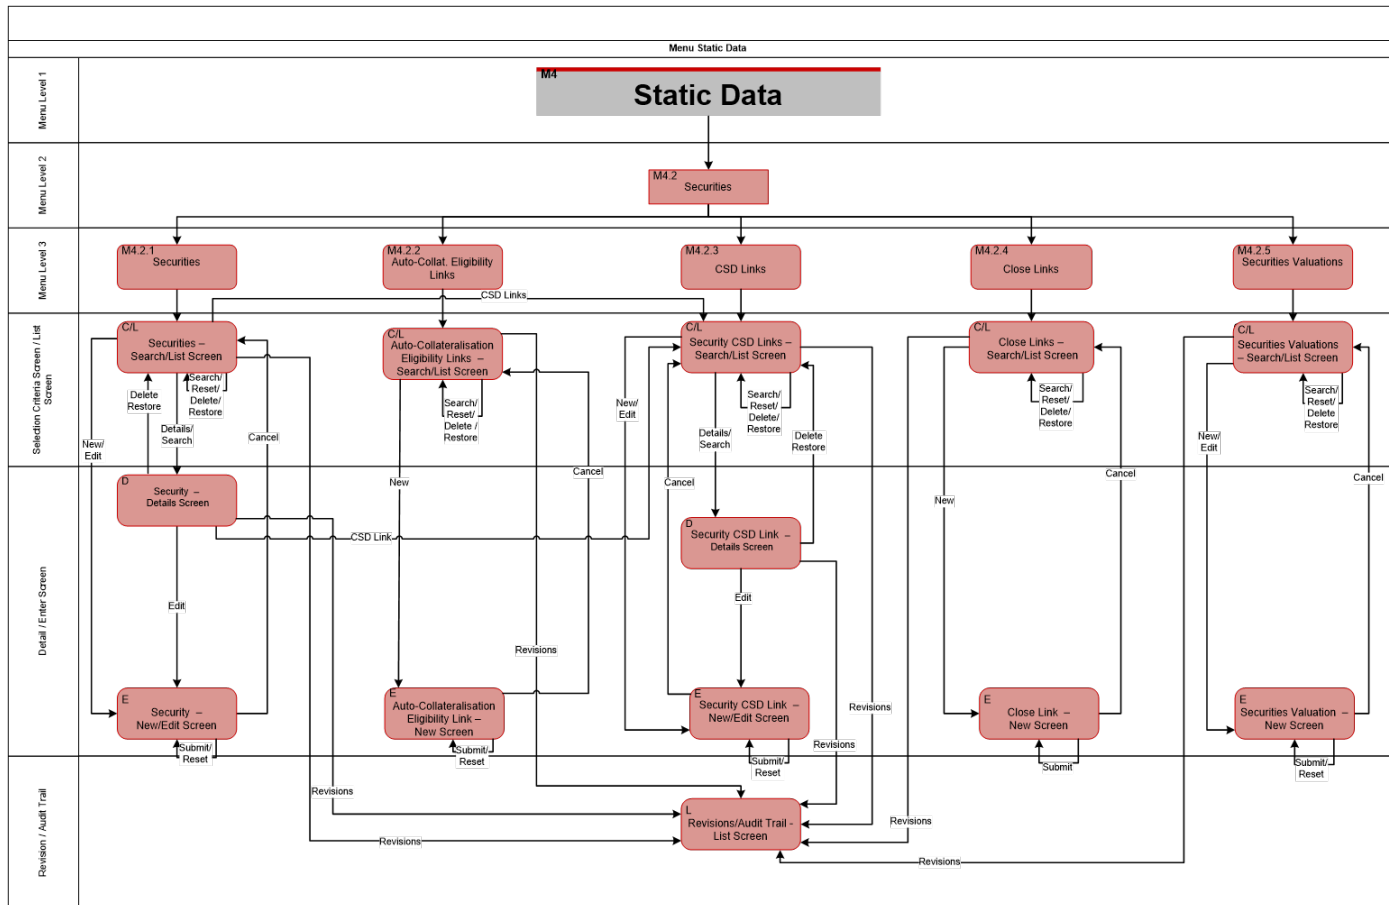 Menu Static Data
Menu Level 1
M4
Static Data
Menu Level 2
M4.2
Securities
Menu Level 3
M4.2.1
Securities
M4.2.2
Auto-Collat. Eligibility
Links
M4.2.3
CSD Links
M4.2.4
Close Links
M4.2.5
Securities Valuations
CSD Links
Selection Criteria Screen / List
Screen
C/L
Securities –
Search/List Screen
C/L
Auto-Collateralisation
Eligibility Links –
Search/List Screen
C/L
Security CSD Links –
Search/List Screen
C/L
Close Links –
Search/List Screen
C/L
Securities Valuations
– Search/List Screen
Delete
Restore
Search/
Reset/
Delete/
Restore
Search/
Reset/
Delete /
Restore
New/
Edit
Search/
Reset/
Delete/
Restore
Search/
Reset/
Delete/
Restore
Search/
Reset/
Delete
Restore
New/
Edit
Details/
Search
Cancel
Details/
Search
Delete
Restore
New/
Edit
Detail / Enter Screen
D
Security –
Details Screen
New
Cancel
Cancel
New
Cancel
Cancel
CSD Link
D
Security CSD Link –
Details Screen
Edit
Edit
Revisions
E
Security –
New/Edit Screen
E
Auto-Collateralisation
Eligibility Link –
New Screen
E
Security CSD Link –
New/Edit Screen
Revisions
E
Close Link –
New Screen
E
Securities Valuation –
New Screen
Submit/
Reset
Submit/
Reset
Submit/
Reset
Revisions
Submit
Submit/
Reset
Revision / Audit Trail
Revisions
L
Revisions/Audit Trail -
List Screen
Revisions
Revisions
Revisions